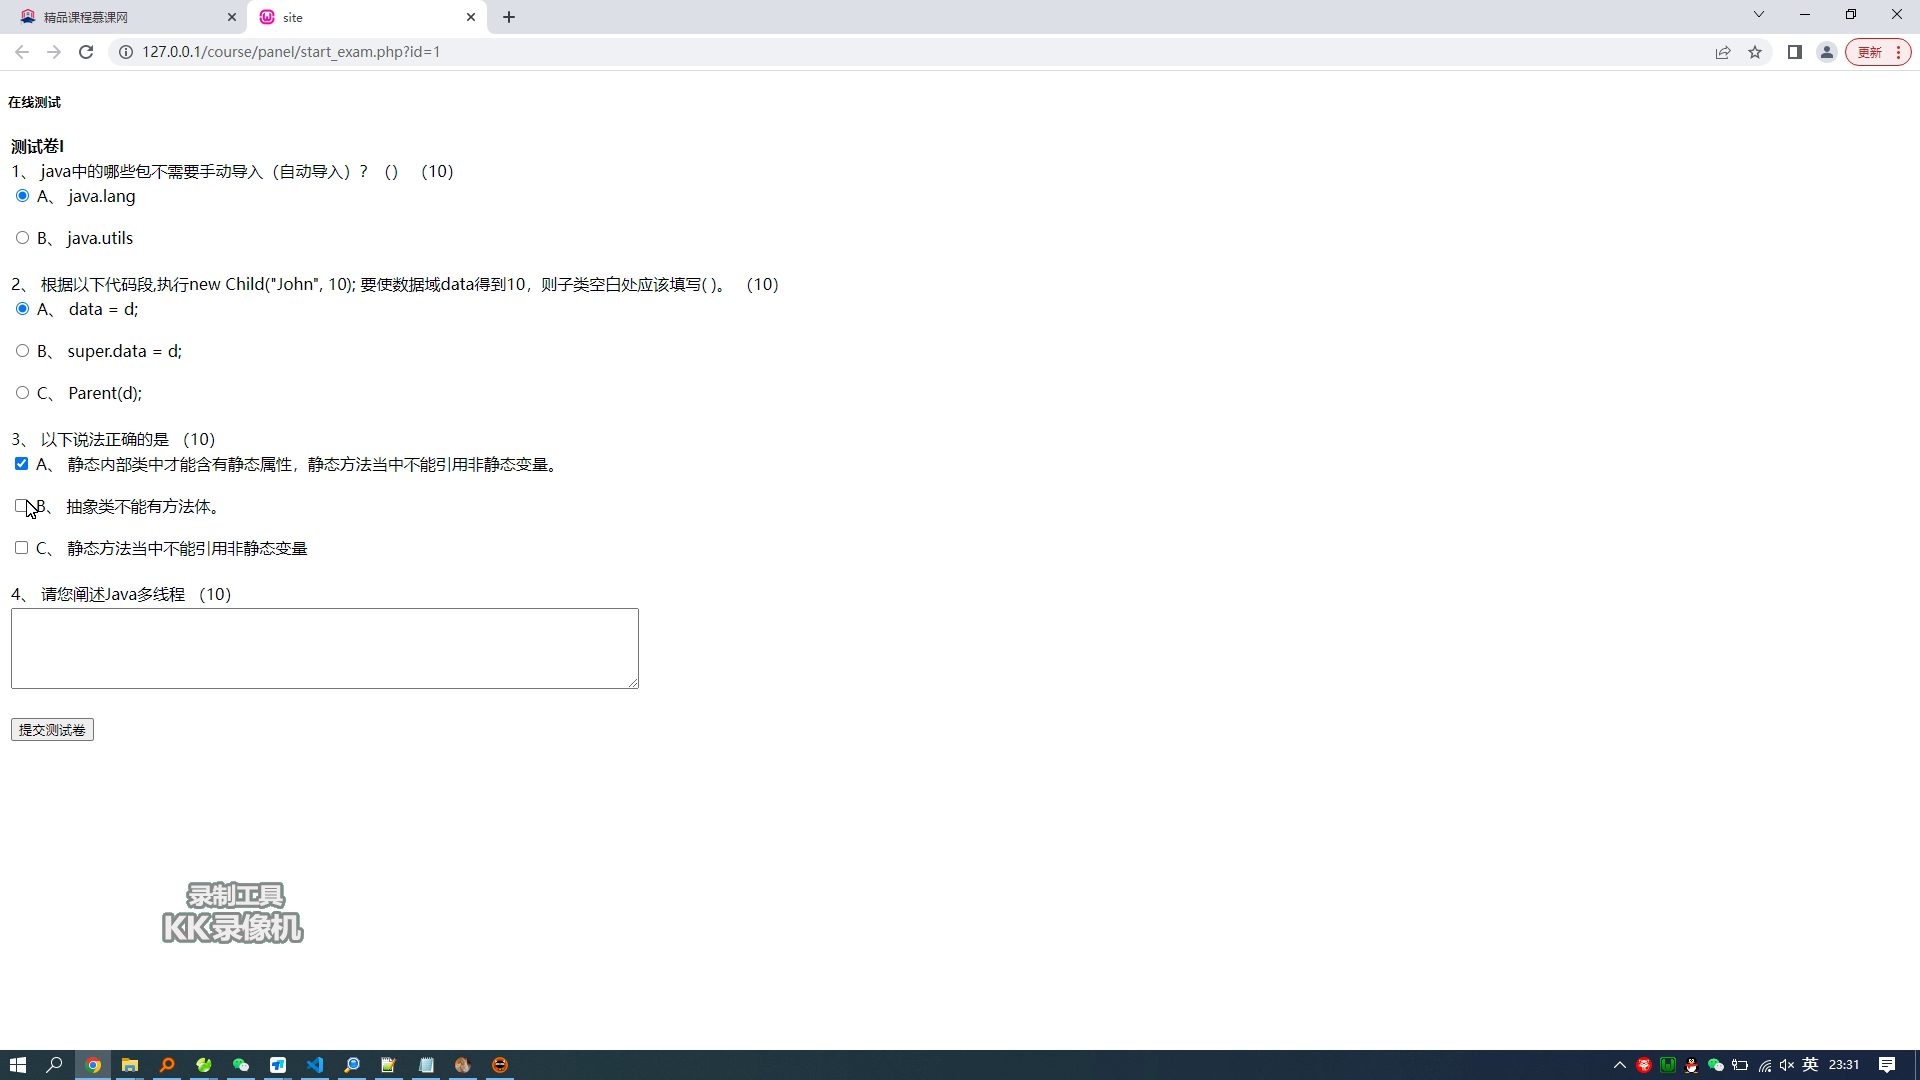 精品课程慕课网
site
127.0.0.1/course/panel/start_exam.php?id=1
更新
在线测试
测试卷I
1、 java中的哪些包不需要手动导入（自动导入）？ （） （10）
A、 java.lang
B、 java.utils
2、 根据以下代码段,执行new Child("John", 10); 要使数据域data得到10，则子类空白处应该填写( )。 （10）
A、 data = d;
B、 super.data = d;
C、 Parent(d);
3、 以下说法正确的是 （10）
A、 静态内部类中才能含有静态属性，静态方法当中不能引用非静态变量。
B、 抽象类不能有方法体。
C、 静态方法当中不能引用非静态变量
4、 请您阐述Java多线程 （10）
提交测试卷
录制工具
KK录像机
英 23:31